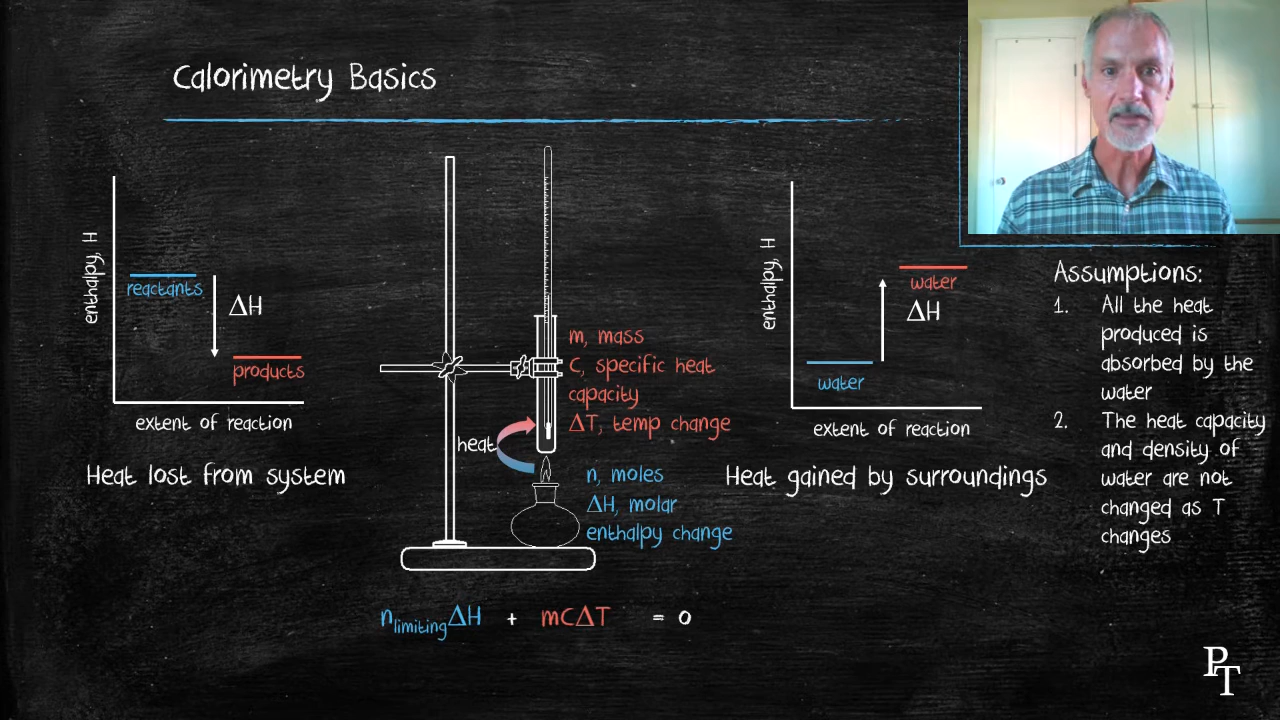 Calorimetry Basics
enthalpy, H
reactants
ΔH
products
extent of reaction
Heat lost from system
heat
m, mass
C, specific heat
capacity
ΔT, temp change
n, moles
ΔH, molar
enthalpy change
enthalpy, H
water
ΔH
water
extent of reaction
Heat gained by surroundings
Assumptions:
1. All the heat
produced is
absorbed by the
water
2. The heat capacity
and density of
water are not
changed as T
changes
nlimitingΔH + mCΔT = 0
PT